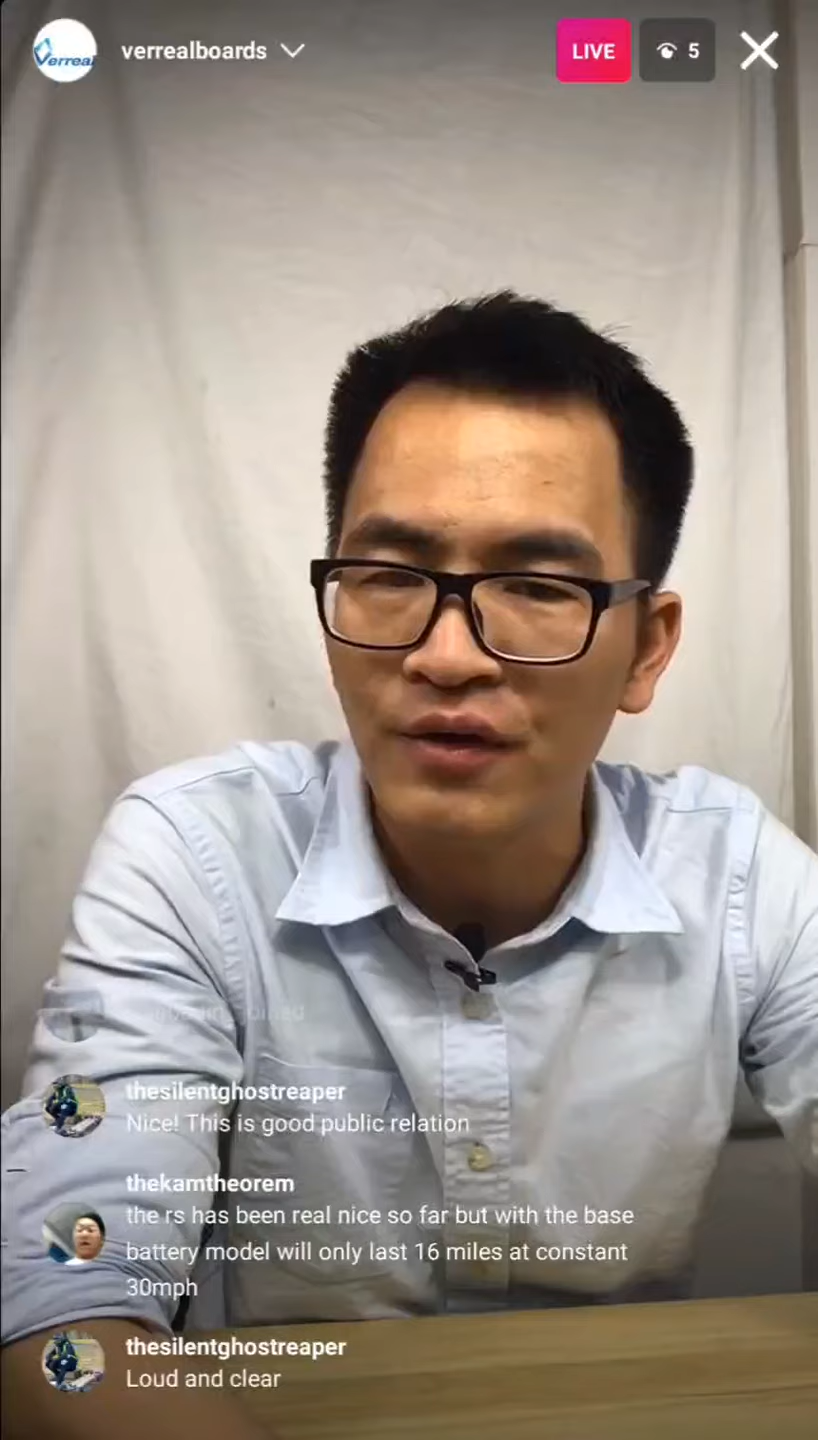 Verreal
verrealboards
LIVE
5
thesilentghostreaper
Nice! This is good public relation
thekamtheorem
the rs has been real nice so far but with the base
battery model will only last 16 miles at constant
30mph
thesilentghostreaper
Loud and clear